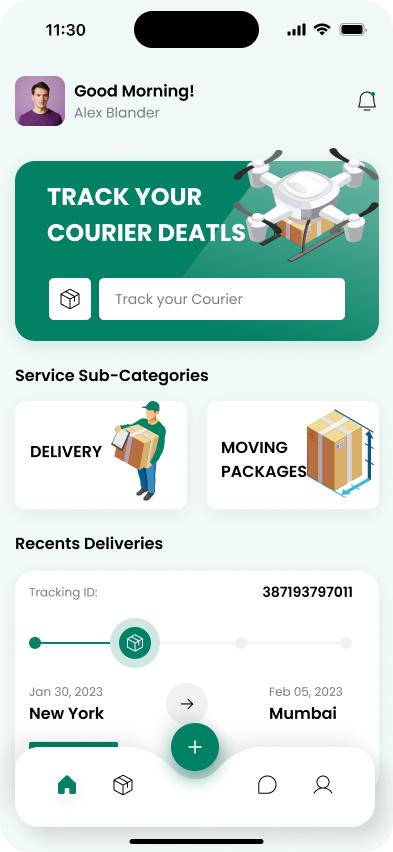 11:30
Good Morning!
Alex Blander
TRACK YOUR
COURIER DEATLS
Track your Courier
Service Sub-Categories
DELIVERY
MOVING
PACKAGES
Recents Deliveries
Tracking ID:
387193797011
Jan 30, 2023
Feb 05, 2023
New York
Mumbai